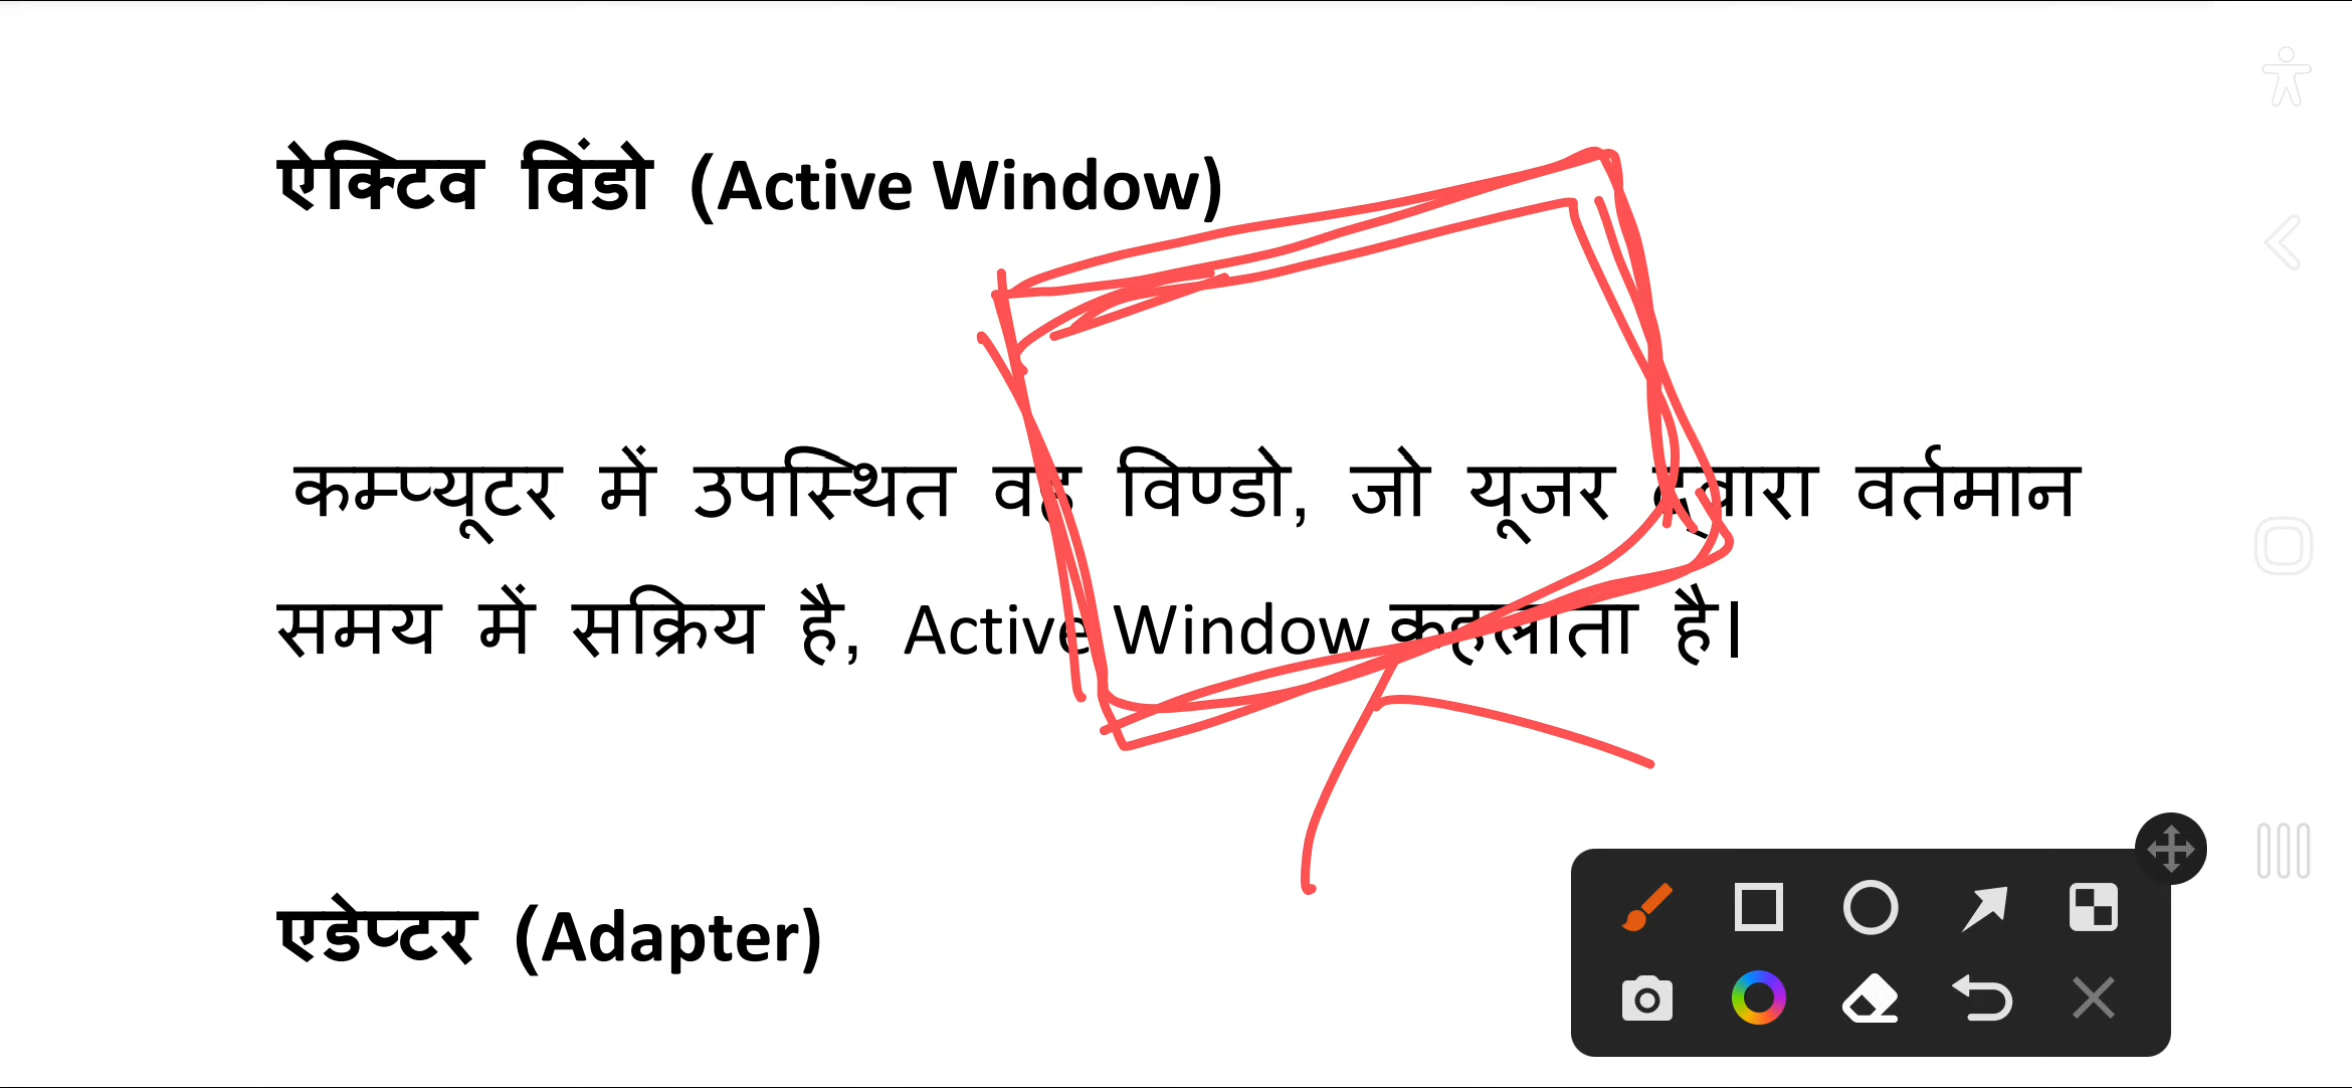 ऐक्टिव विंडो (Active Window)
कम्प्यूटर में उपस्थित वह विण्डो, जो यूजर द्वारा वर्तमान
समय में सक्रिय है, Active Window कहलाता है।
एडेप्टर (Adapter)